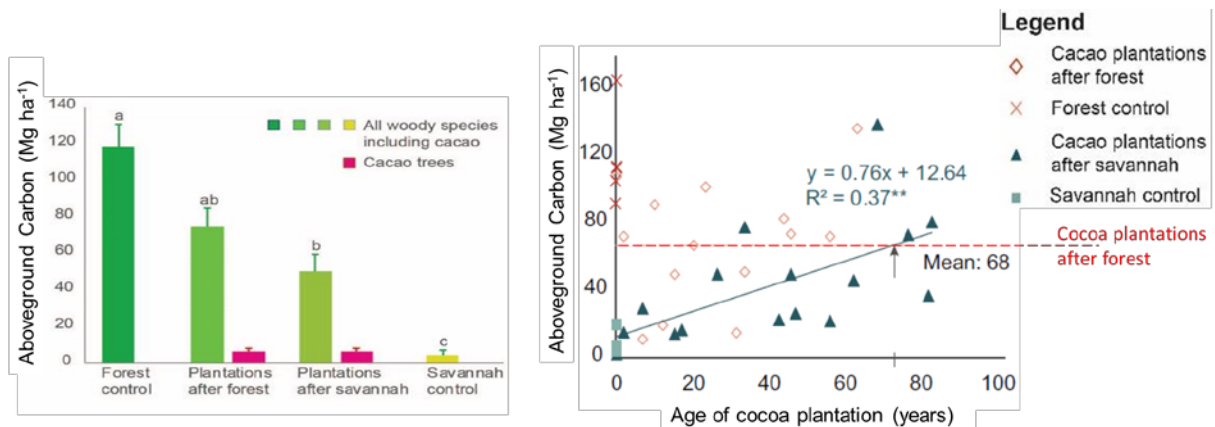 Aboveground Carbon (Mg ha⁻¹)
140
120
100
80
60
40
20
0
a
ab
b
c
All woody species
including cacao
Cacao trees
Forest
control
Plantations
after forest
Plantations
after savannah
Savannah
control
Aboveground Carbon (Mg ha⁻¹)
160
120
80
40
0
y = 0.76x + 12.64
R² = 0.37**
Mean: 68
0 20 40 60 80 100
Age of cocoa plantation (years)
Legend
Cacao plantations
after forest
Forest control
Cacao plantations
after savannah
Savannah control
Cocoa plantations
after forest